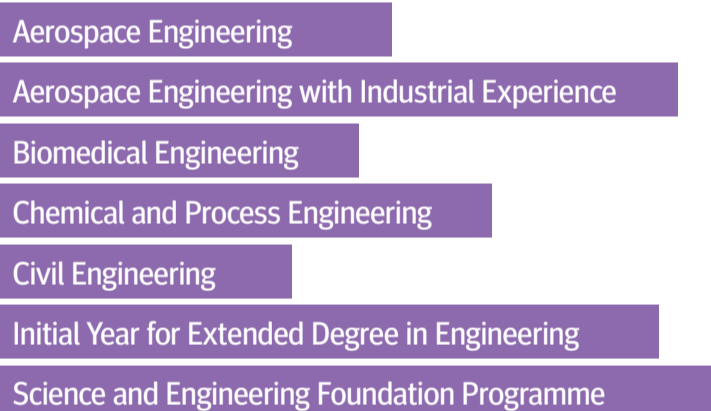 Aerospace Engineering
Aerospace Engineering with Industrial Experience
Biomedical Engineering
Chemical and Process Engineering
Civil Engineering
Initial Year for Extended Degree in Engineering
Science and Engineering Foundation Programme